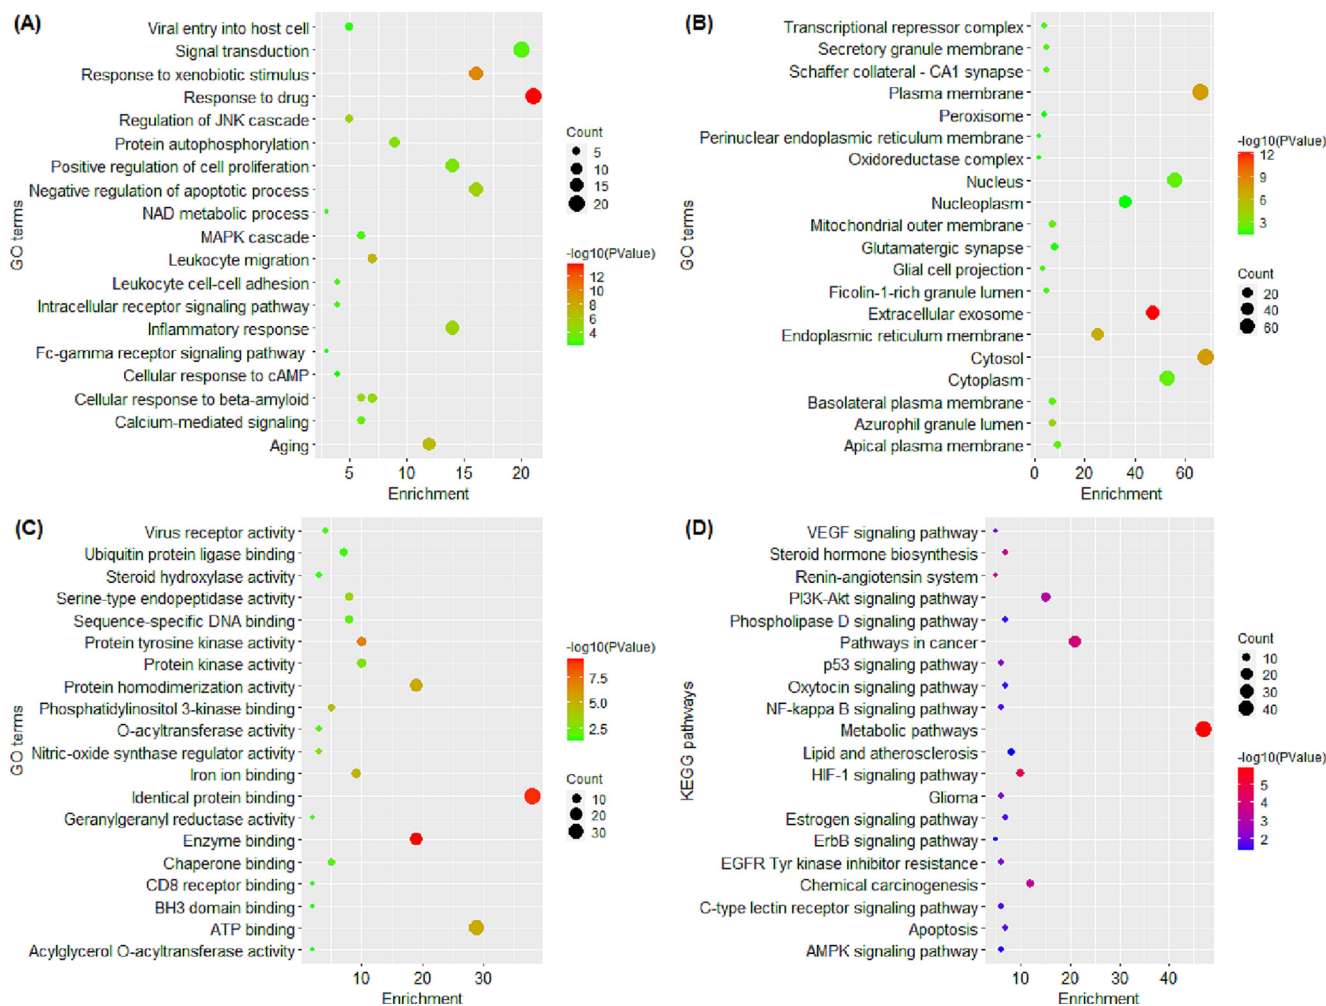 (A)
Viral entry into host cell
Signal transduction
Response to xenobiotic stimulus
Response to drug
Regulation of JNK cascade
Protein autophosphorylation
Positive regulation of cell proliferation
Negative regulation of apoptotic process
NAD metabolic process
MAPK cascade
Leukocyte migration
Leukocyte cell-cell adhesion
Intracellular receptor signaling pathway
Inflammatory response
Fc-gamma receptor signaling pathway
Cellular response to cAMP
Cellular response to beta-amyloid
Calcium-mediated signaling
Aging
GO terms
5 10 15 20
Enrichment
Count
5
10
15
20
-log10(PValue)
12
10
8
6
4
(B)
Transcriptional repressor complex
Secretory granule membrane
Schaffer collateral - CA1 synapse
Plasma membrane
Peroxisome
Perinuclear endoplasmic reticulum membrane
Oxidoreductase complex
Nucleus
Nucleoplasm
Mitochondrial outer membrane
Glutamatergic synapse
Glial cell projection
Ficolin-1-rich granule lumen
Extracellular exosome
Endoplasmic reticulum membrane
Cytosol
Cytoplasm
Basolateral plasma membrane
Azurophil granule lumen
Apical plasma membrane
GO terms
0 20 40 60
Enrichment
-log10(PValue)
12
9
6
3
Count
20
40
60
(C)
Virus receptor activity
Ubiquitin protein ligase binding
Steroid hydroxylase activity
Serine-type endopeptidase activity
Sequence-specific DNA binding
Protein tyrosine kinase activity
Protein kinase activity
Protein homodimerization activity
Phosphatidylinositol 3-kinase binding
O-acyltransferase activity
Nitric-oxide synthase regulator activity
Iron ion binding
Identical protein binding
Geranylgeranyl reductase activity
Enzyme binding
Chaperone binding
CD8 receptor binding
BH3 domain binding
ATP binding
Acylglycerol O-acyltransferase activity
GO terms
10 20 30
Enrichment
-log10(PValue)
7.5
5.0
2.5
Count
10
20
30
(D)
VEGF signaling pathway
Steroid hormone biosynthesis
Renin-angiotensin system
PI3K-Akt signaling pathway
Phospholipase D signaling pathway
Pathways in cancer
p53 signaling pathway
Oxytocin signaling pathway
NF-kappa B signaling pathway
Metabolic pathways
Lipid and atherosclerosis
HIF-1 signaling pathway
Glioma
Estrogen signaling pathway
ErbB signaling pathway
EGFR Tyr kinase inhibitor resistance
Chemical carcinogenesis
C-type lectin receptor signaling pathway
Apoptosis
AMPK signaling pathway
KEGG pathways
10 20 30 40
Enrichment
Count
10
20
30
40
-log10(PValue)
5
4
3
2